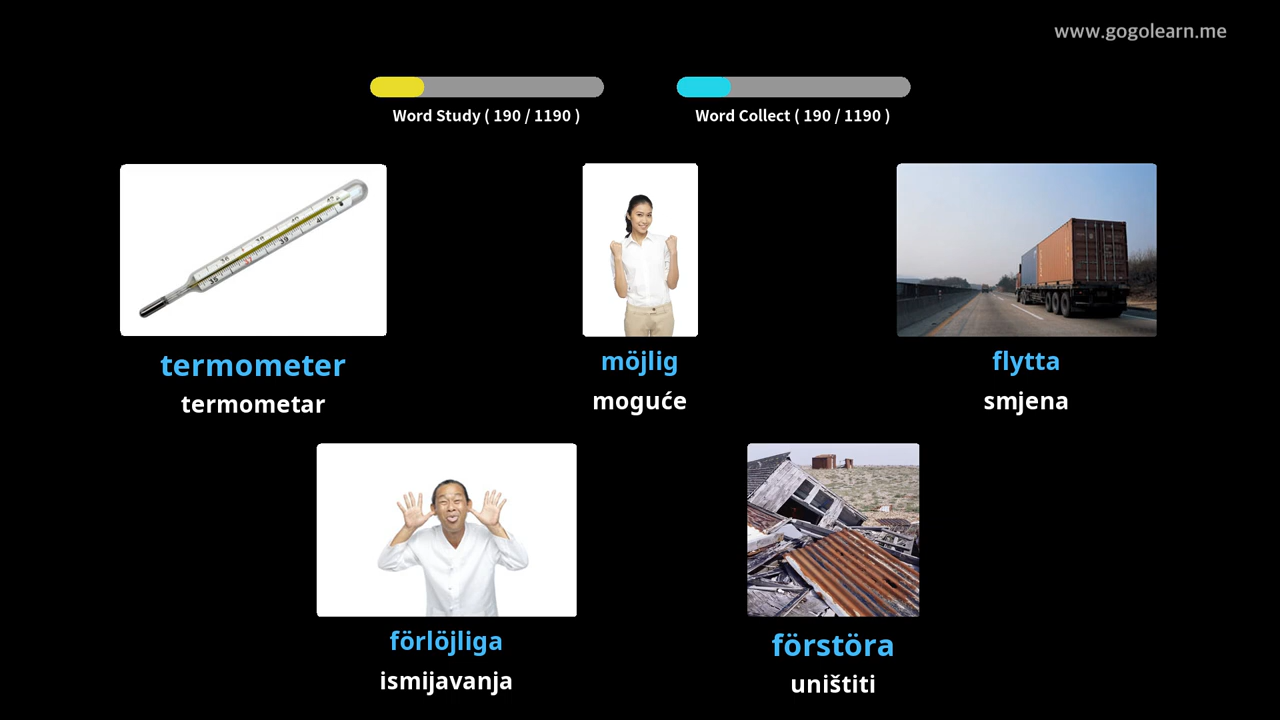 www.gogolearn.me
Word Study ( 190 / 1190 )
Word Collect ( 190 / 1190 )
termometer
termometar
möjlig
moguće
flytta
smjena
förlöjliga
ismijavanja
förstöra
uništiti